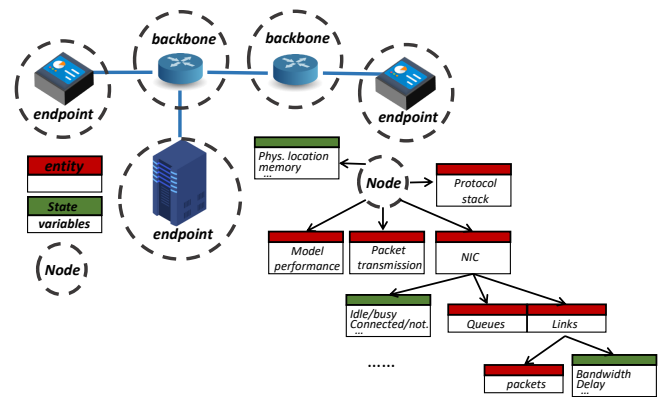 backbone
backbone
endpoint
endpoint
endpoint
entity
State
variables
Node
Phys. location
memory
...
Node
Protocol
stack
Model
performance
Packet
transmission
NIC
Idle/busy
Connected/not.
...
Queues
Links
......
packets
Bandwidth
Delay
...